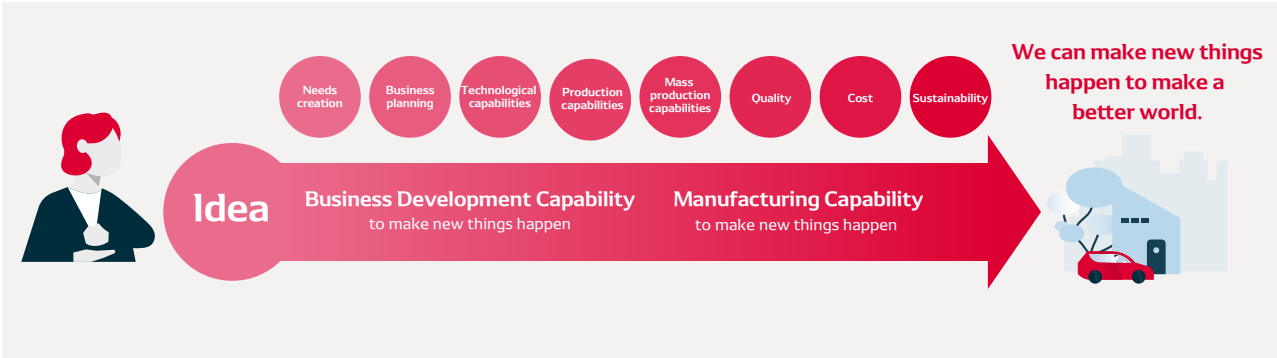 Needs
creation
Business
planning
Technological
capabilities
Production
capabilities
Mass
production
capabilities
Quality
Cost
Sustainability
We can make new things
happen to make a
better world.
Idea
Business Development Capability
to make new things happen
Manufacturing Capability
to make new things happen